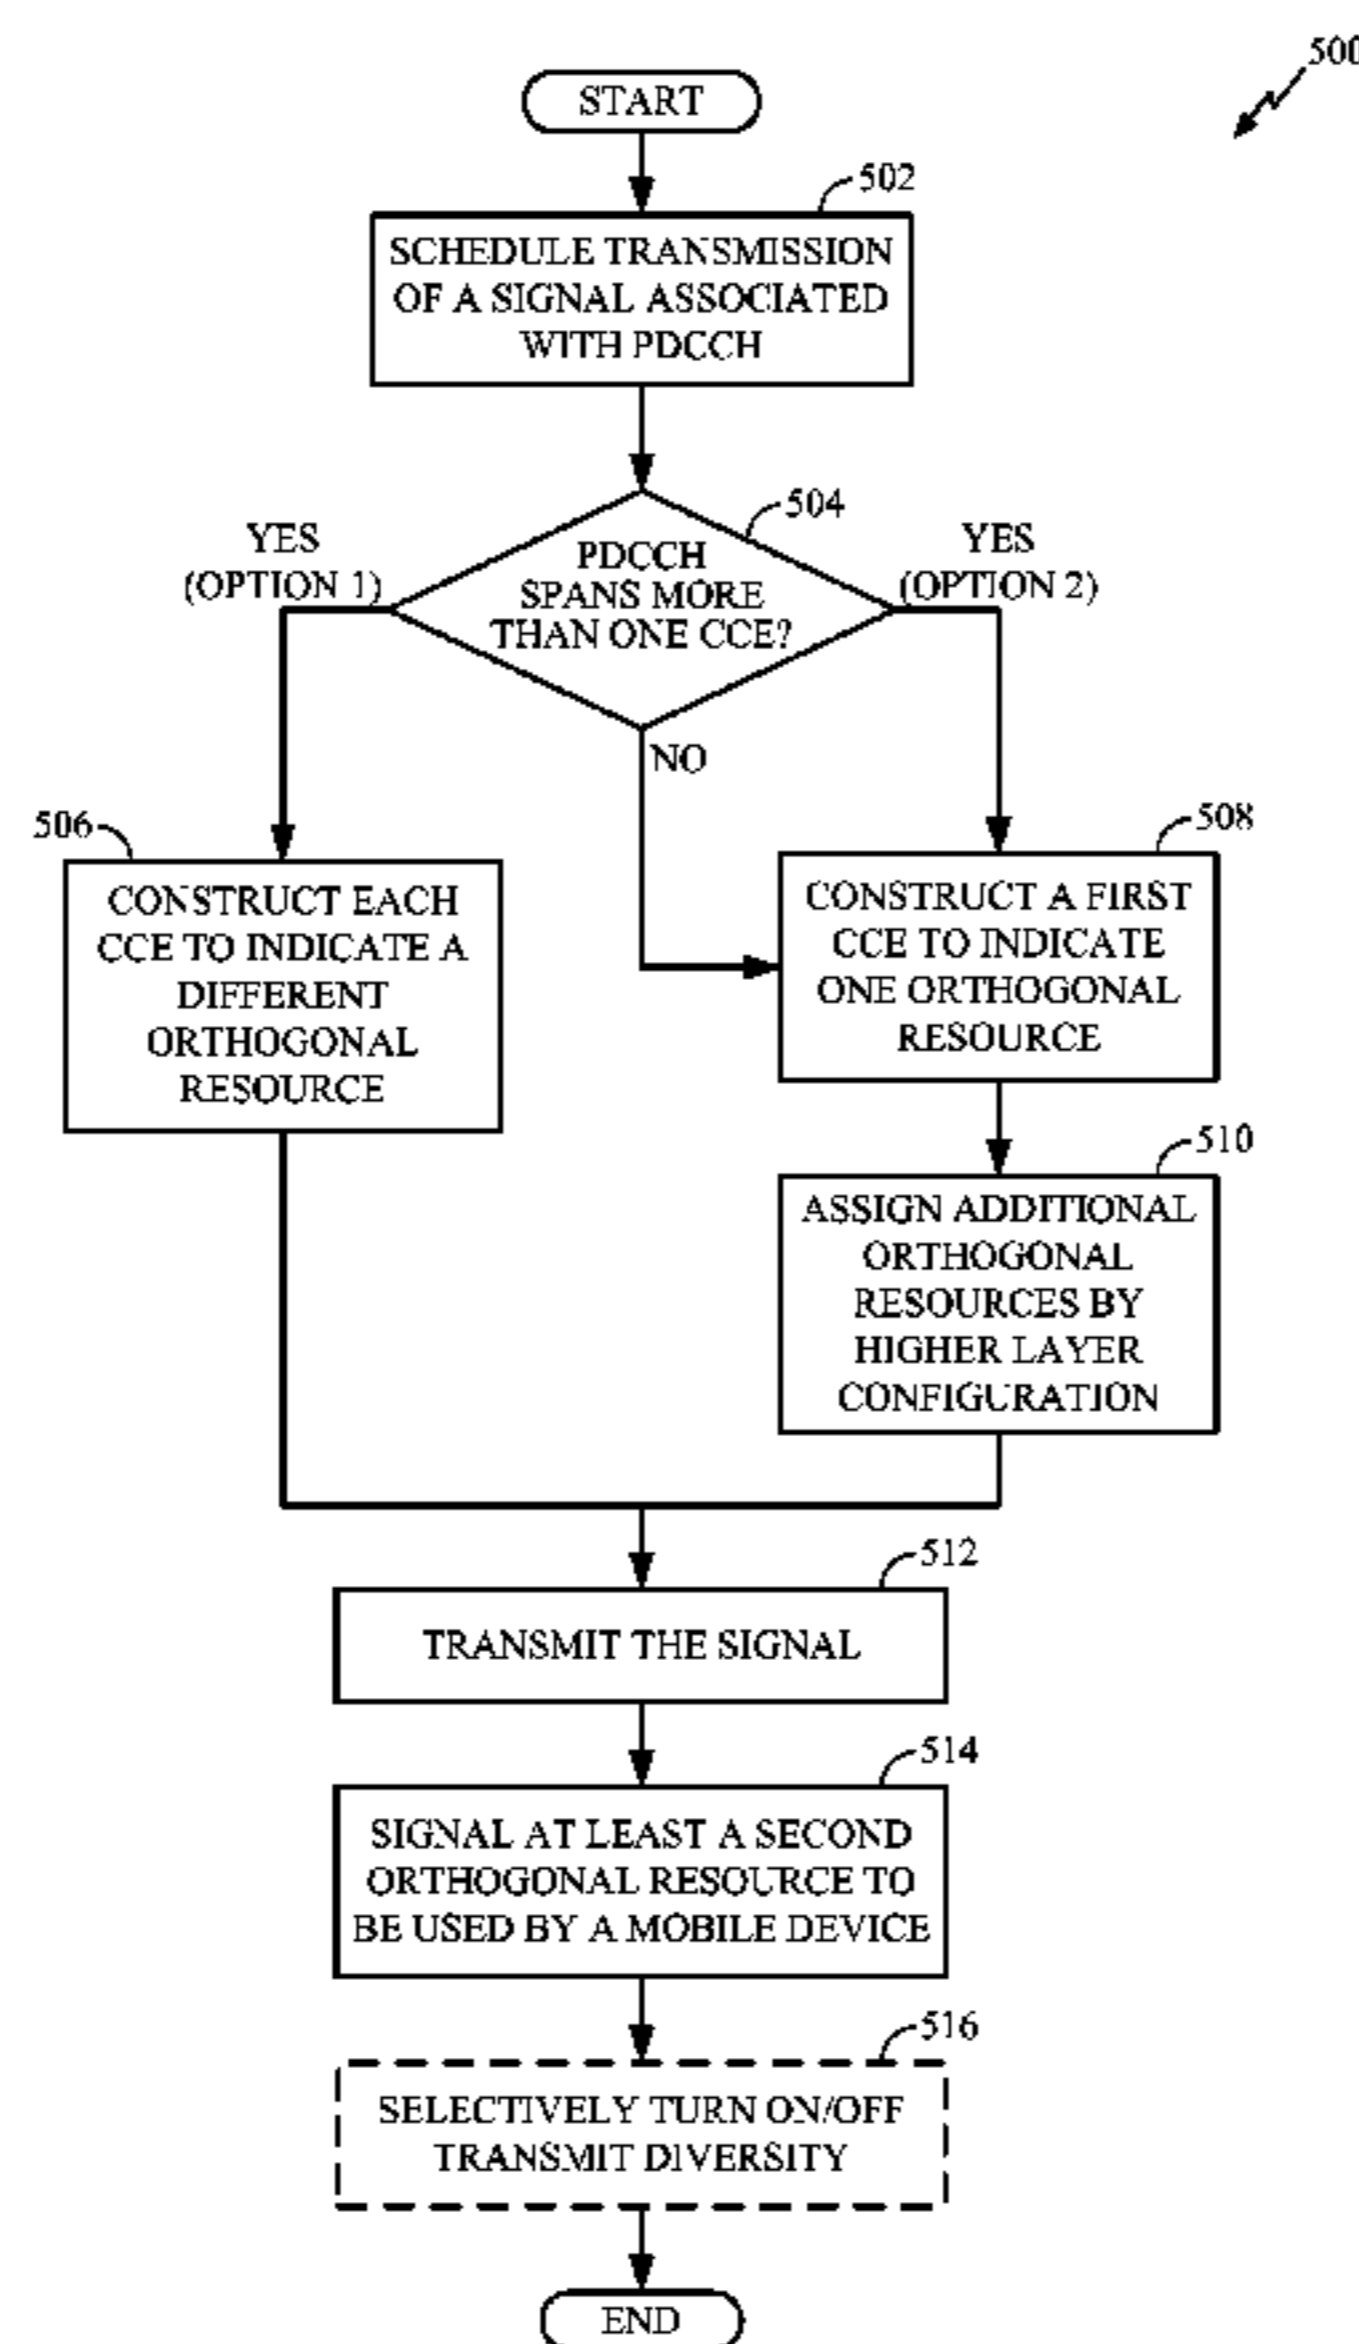 500
START
502
SCHEDULE TRANSMISSION
OF A SIGNAL ASSOCIATED
WITH PDCCH
504
YES
(OPTION 1)
PDCCH
SPANS MORE
THAN ONE CCE?
YES
(OPTION 2)
NO
506
CONSTRUCT EACH
CCE TO INDICATE A
DIFFERENT
ORTHOGONAL
RESOURCE
508
CONSTRUCT A FIRST
CCE TO INDICATE
ONE ORTHOGONAL
RESOURCE
510
ASSIGN ADDITIONAL
ORTHOGONAL
RESOURCES BY
HIGHER LAYER
CONFIGURATION
512
TRANSMIT THE SIGNAL
514
SIGNAL AT LEAST A SECOND
ORTHOGONAL RESOURCE TO
BE USED BY A MOBILE DEVICE
516
SELECTIVELY TURN ON/OFF
TRANSMIT DIVERSITY
END